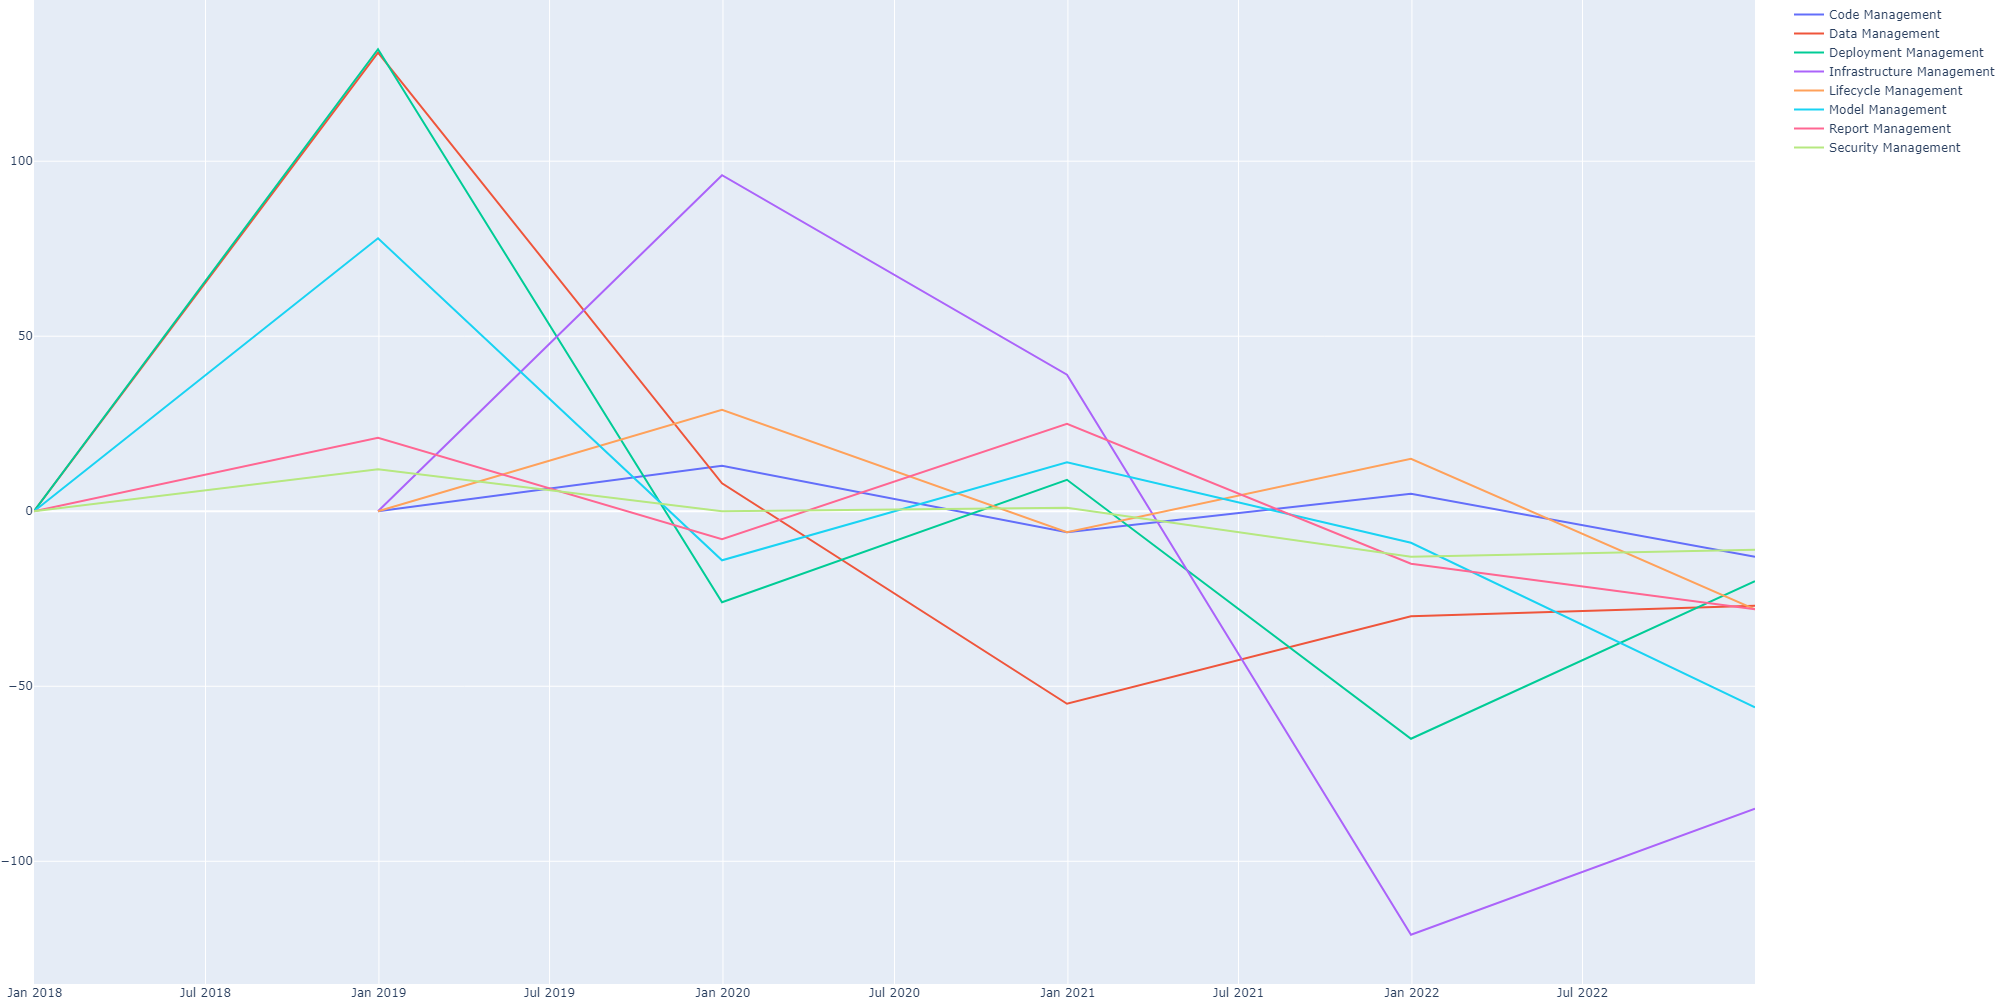 Code Management
Data Management
Deployment Management
Infrastructure Management
Lifecycle Management
Model Management
Report Management
Security Management
100
50
0
−50
−100
Jan 2018 Jul 2018 Jan 2019 Jul 2019 Jan 2020 Jul 2020 Jan 2021 Jul 2021 Jan 2022 Jul 2022